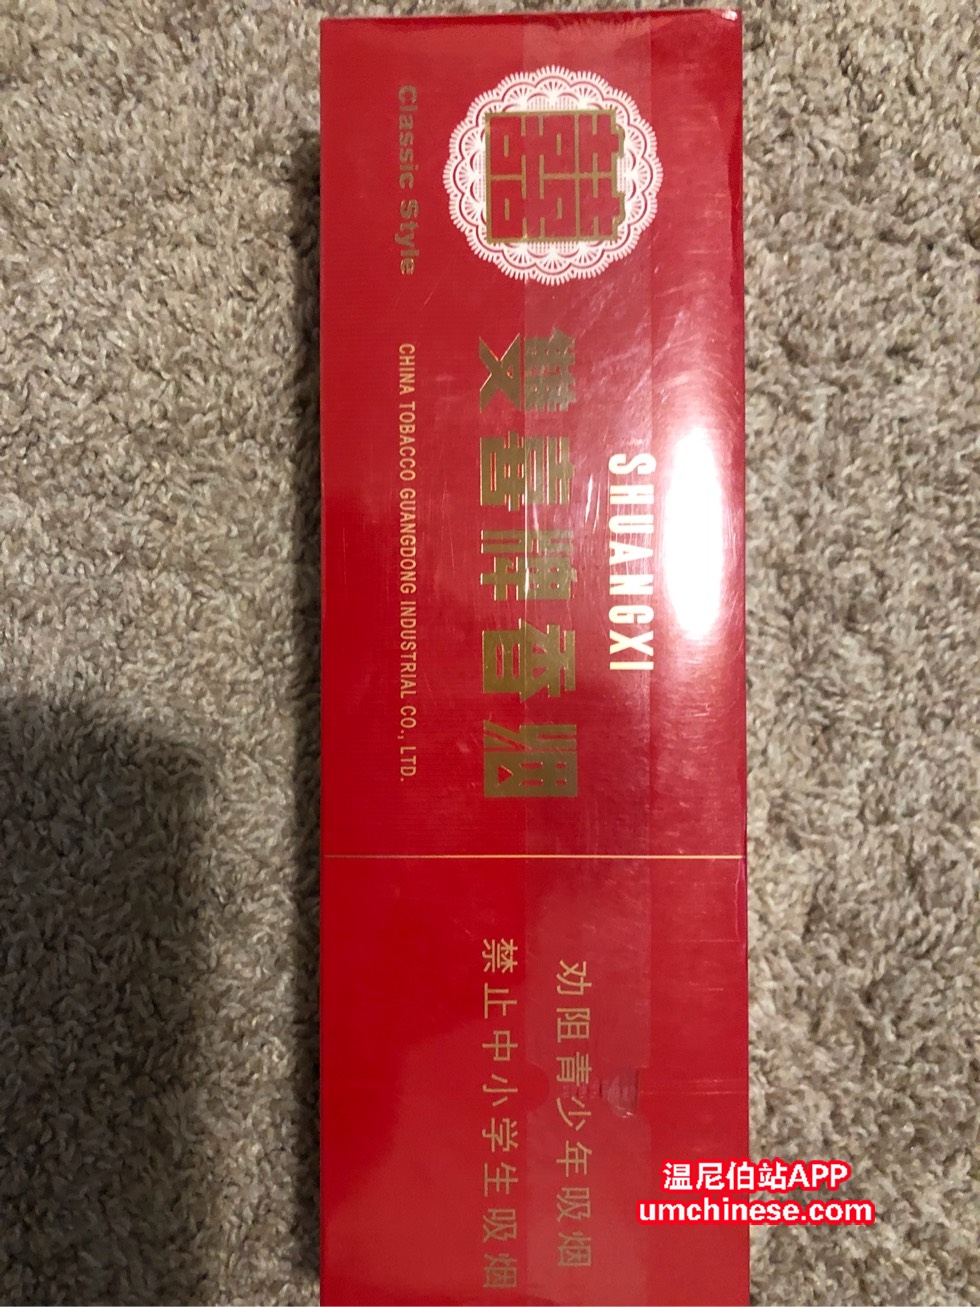 囍
Classic Style
SHUANGXI
雙喜牌香烟
CHINA TOBACCO GUANGDONG INDUSTRIAL CO., LTD.
劝阻青少年吸烟
禁止中小学生吸烟
温尼伯站APP
umchinese.com